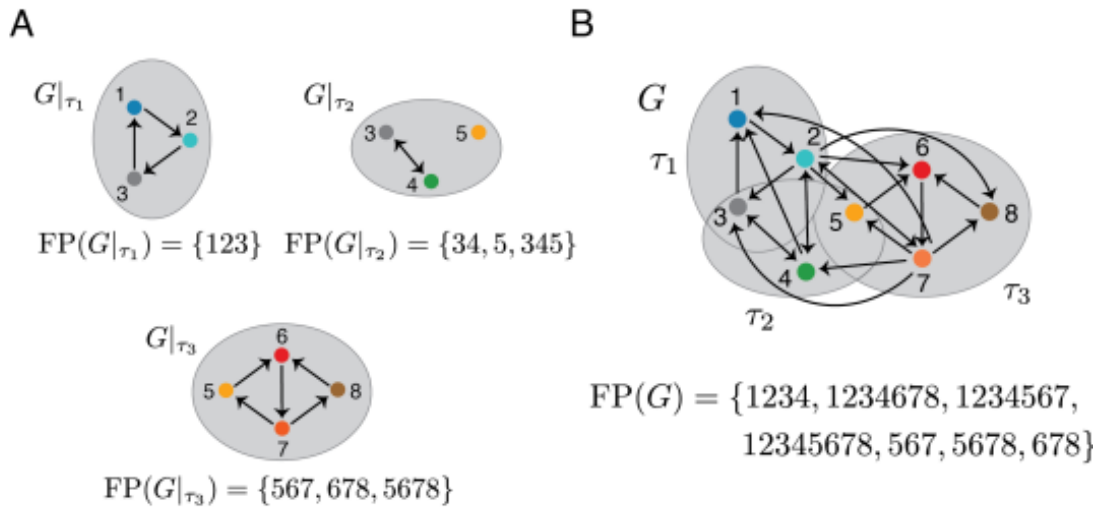 A
G|τ₁
1
2
3
FP(G|τ₁) = {123}
G|τ₂
3
5
4
FP(G|τ₂) = {34, 5, 345}
G|τ₃
6
5
8
7
FP(G|τ₃) = {567, 678, 5678}
B
G
1
2
6
τ₁
3
5
8
4
7
τ₂
τ₃
FP(G) = {1234, 1234678, 1234567,
12345678, 567, 5678, 678}